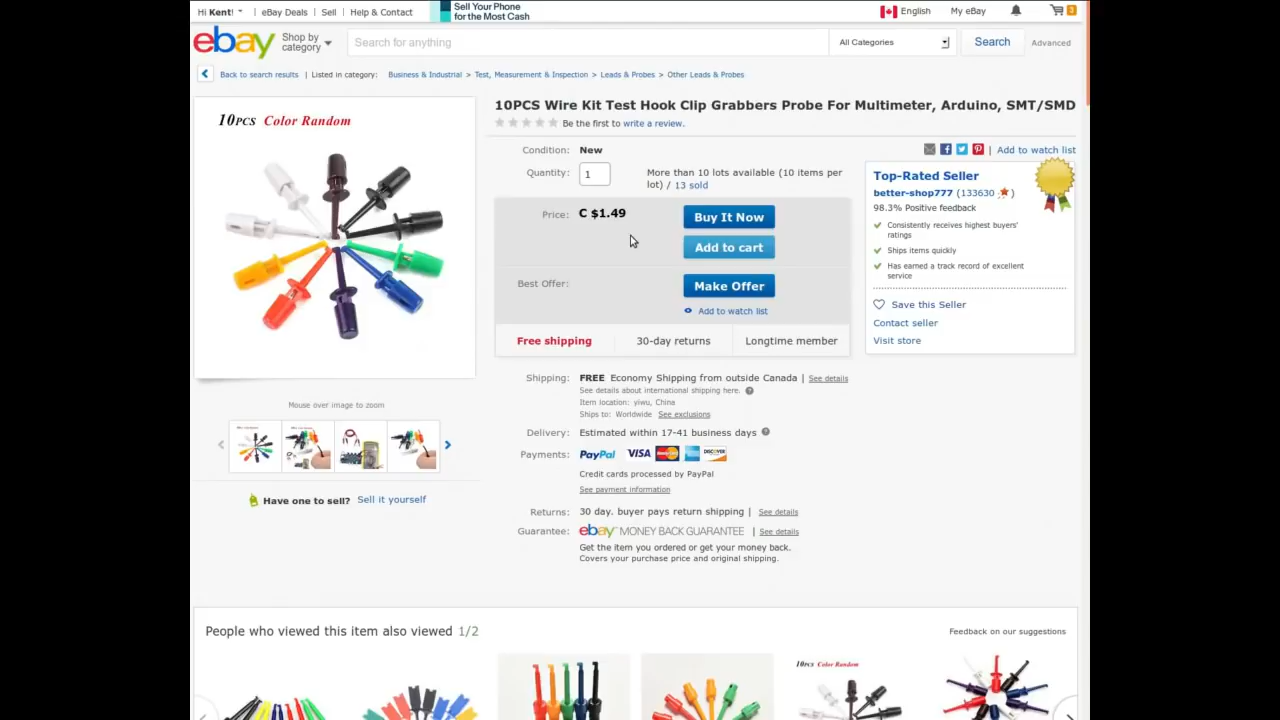 Hi Kent! eBay Deals Sell Help & Contact Sell Your Phone for the Most Cash English My eBay 3
ebay Shop by category Search for anything All Categories Search Advanced
Back to search results | Listed in category: Business & Industrial > Test, Measurement & Inspection > Leads & Probes > Other Leads & Probes
10PCS Color Random
10PCS Wire Kit Test Hook Clip Grabbers Probe For Multimeter, Arduino, SMT/SMD
Be the first to write a review.
Condition: New
| Add to watch list
Quantity: 1 More than 10 lots available (10 items per lot) / 13 sold
Price: C $1.49 Buy It Now
Add to cart
Best Offer: Make Offer
Add to watch list
Free shipping 30-day returns Longtime member
Top-Rated Seller
better-shop777 (133630 )
98.3% Positive feedback
Consistently receives highest buyers' ratings
Ships items quickly
Has earned a track record of excellent service
Save this Seller
Contact seller
Visit store
Mouse over image to zoom
Have one to sell? Sell it yourself
Shipping: FREE Economy Shipping from outside Canada | See details
See details about international shipping here. ?
Item location: yiwu, China
Ships to: Worldwide See exclusions
Delivery: Estimated within 17-41 business days ?
Payments: PayPal VISA MasterCard DISCOVER
Credit cards processed by PayPal
See payment information
Returns: 30 day. buyer pays return shipping | See details
Guarantee: ebay MONEY BACK GUARANTEE | See details
Get the item you ordered or get your money back.
Covers your purchase price and original shipping.
People who viewed this item also viewed 1/2 Feedback on our suggestions
10PCS Color Random